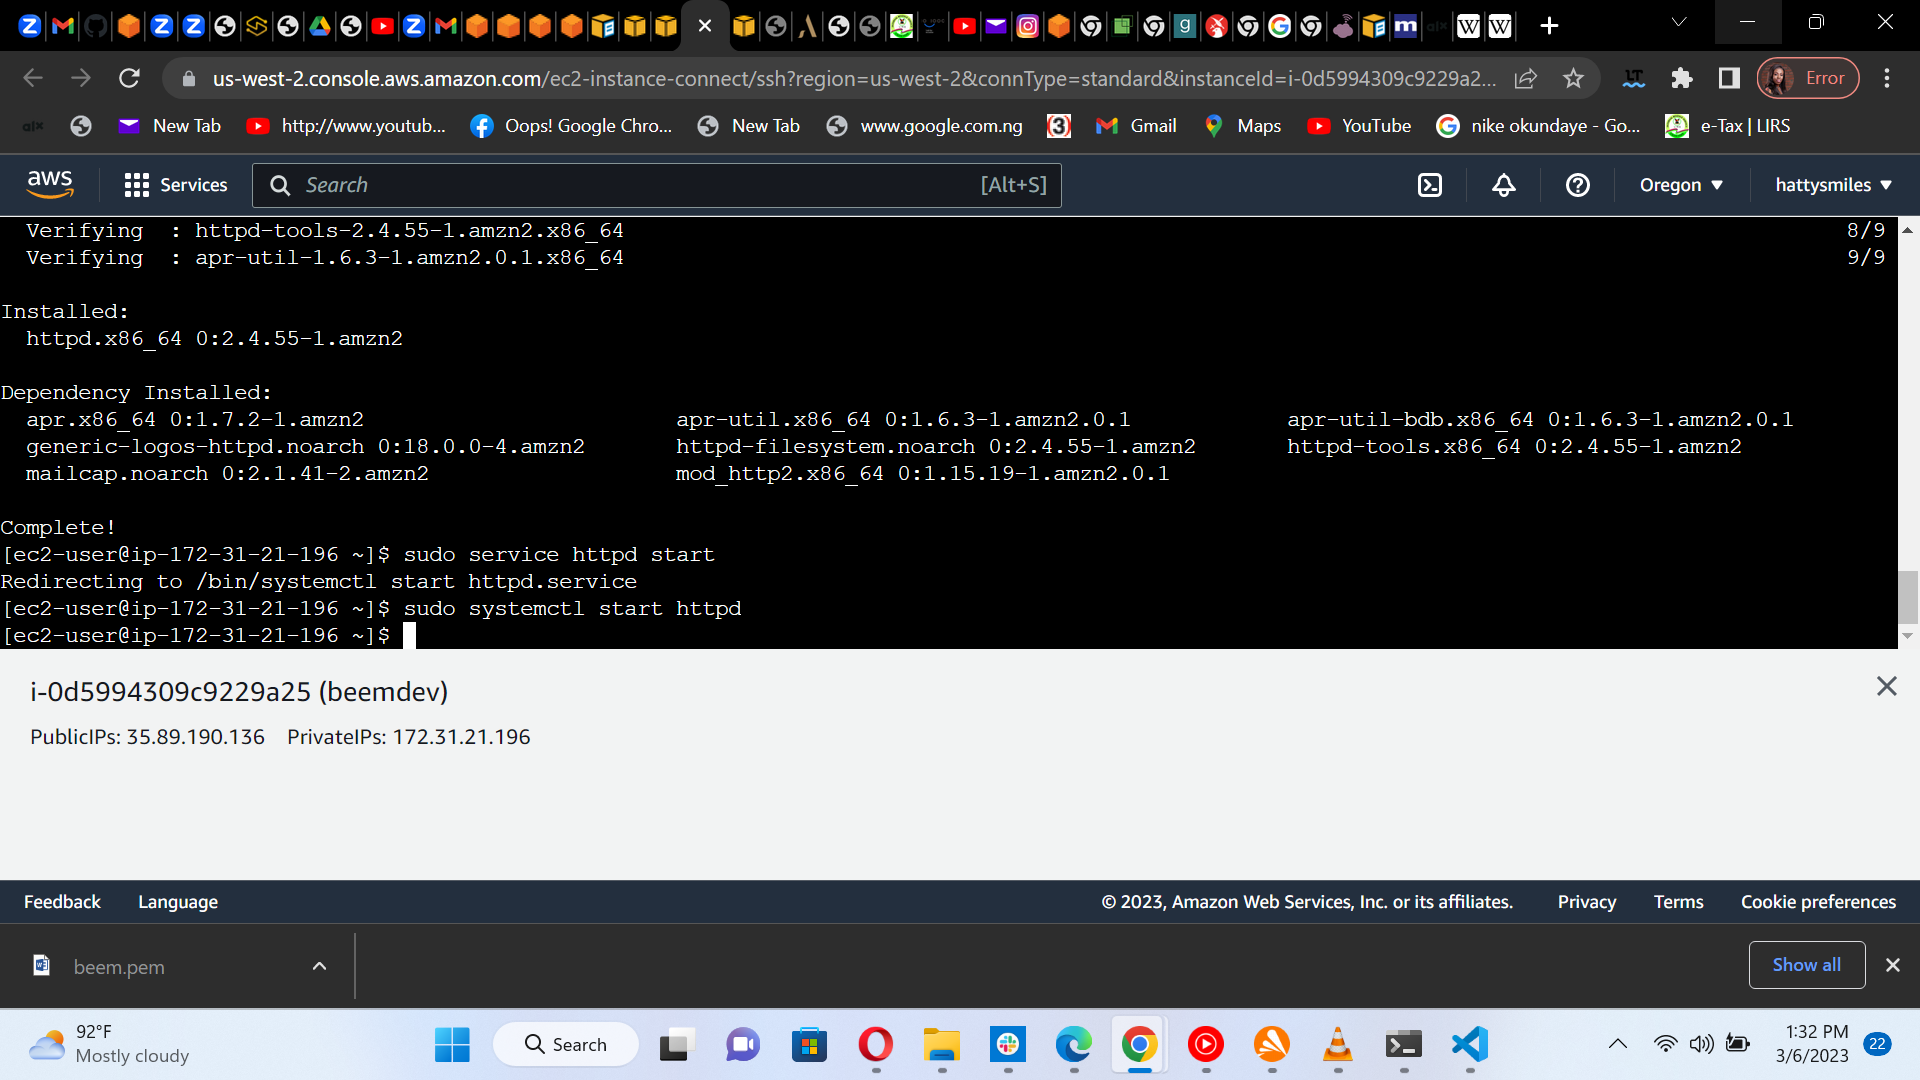 us-west-2.console.aws.amazon.com/ec2-instance-connect/ssh?region=us-west-2&connType=standard&instanceId=i-0d5994309c9229a2...
Error
New Tab
http://www.youtub...
Oops! Google Chro...
New Tab
www.google.com.ng
Gmail
Maps
YouTube
nike okundaye - Go...
e-Tax | LIRS
aws
Services
Search
[Alt+S]
Oregon
hattysmiles
Verifying : httpd-tools-2.4.55-1.amzn2.x86_64 8/9
Verifying : apr-util-1.6.3-1.amzn2.0.1.x86_64 9/9
Installed:
httpd.x86_64 0:2.4.55-1.amzn2
Dependency Installed:
apr.x86_64 0:1.7.2-1.amzn2 apr-util.x86_64 0:1.6.3-1.amzn2.0.1 apr-util-bdb.x86_64 0:1.6.3-1.amzn2.0.1
generic-logos-httpd.noarch 0:18.0.0-4.amzn2 httpd-filesystem.noarch 0:2.4.55-1.amzn2 httpd-tools.x86_64 0:2.4.55-1.amzn2
mailcap.noarch 0:2.1.41-2.amzn2 mod_http2.x86_64 0:1.15.19-1.amzn2.0.1
Complete!
[ec2-user@ip-172-31-21-196 ~]$ sudo service httpd start
Redirecting to /bin/systemctl start httpd.service
[ec2-user@ip-172-31-21-196 ~]$ sudo systemctl start httpd
[ec2-user@ip-172-31-21-196 ~]$
i-0d5994309c9229a25 (beemdev)
PublicIPs: 35.89.190.136 PrivateIPs: 172.31.21.196
Feedback
Language
© 2023, Amazon Web Services, Inc. or its affiliates.
Privacy
Terms
Cookie preferences
beem.pem
Show all
92°F
Mostly cloudy
Search
1:32 PM
3/6/2023
22